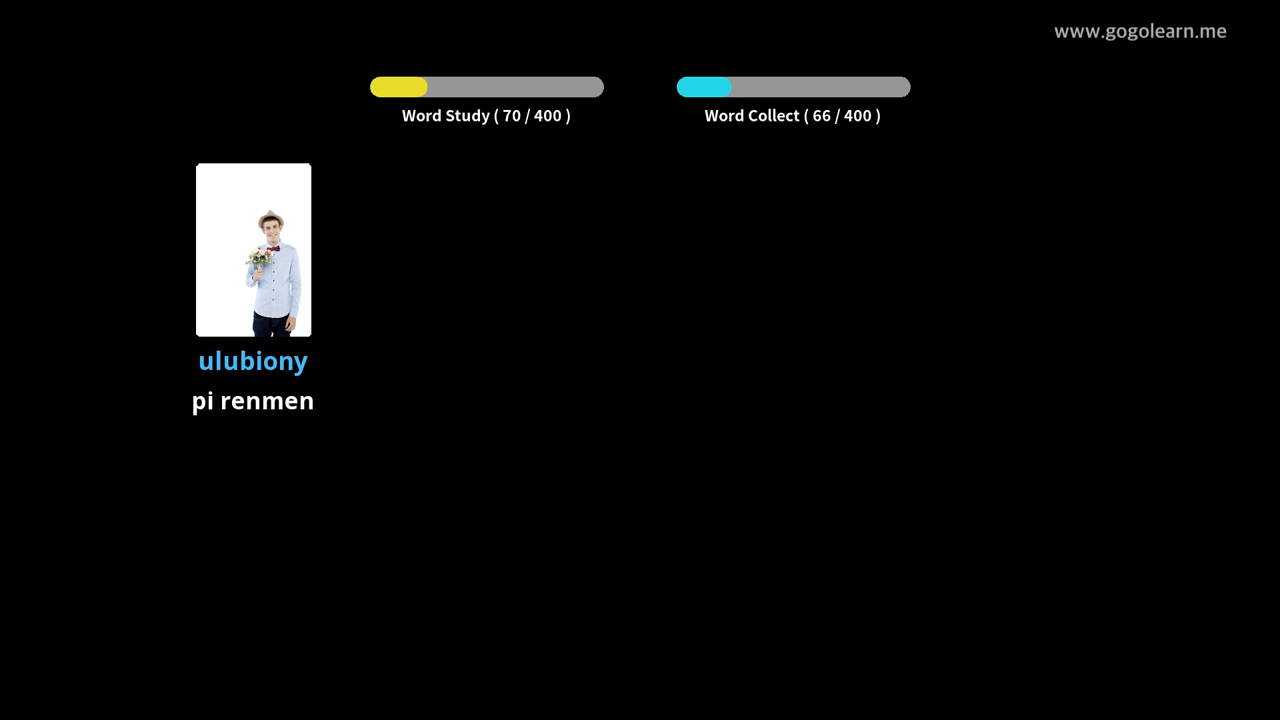 www.gogolearn.me
Word Study ( 70 / 400 )
Word Collect ( 66 / 400 )
ulubiony
pi renmen